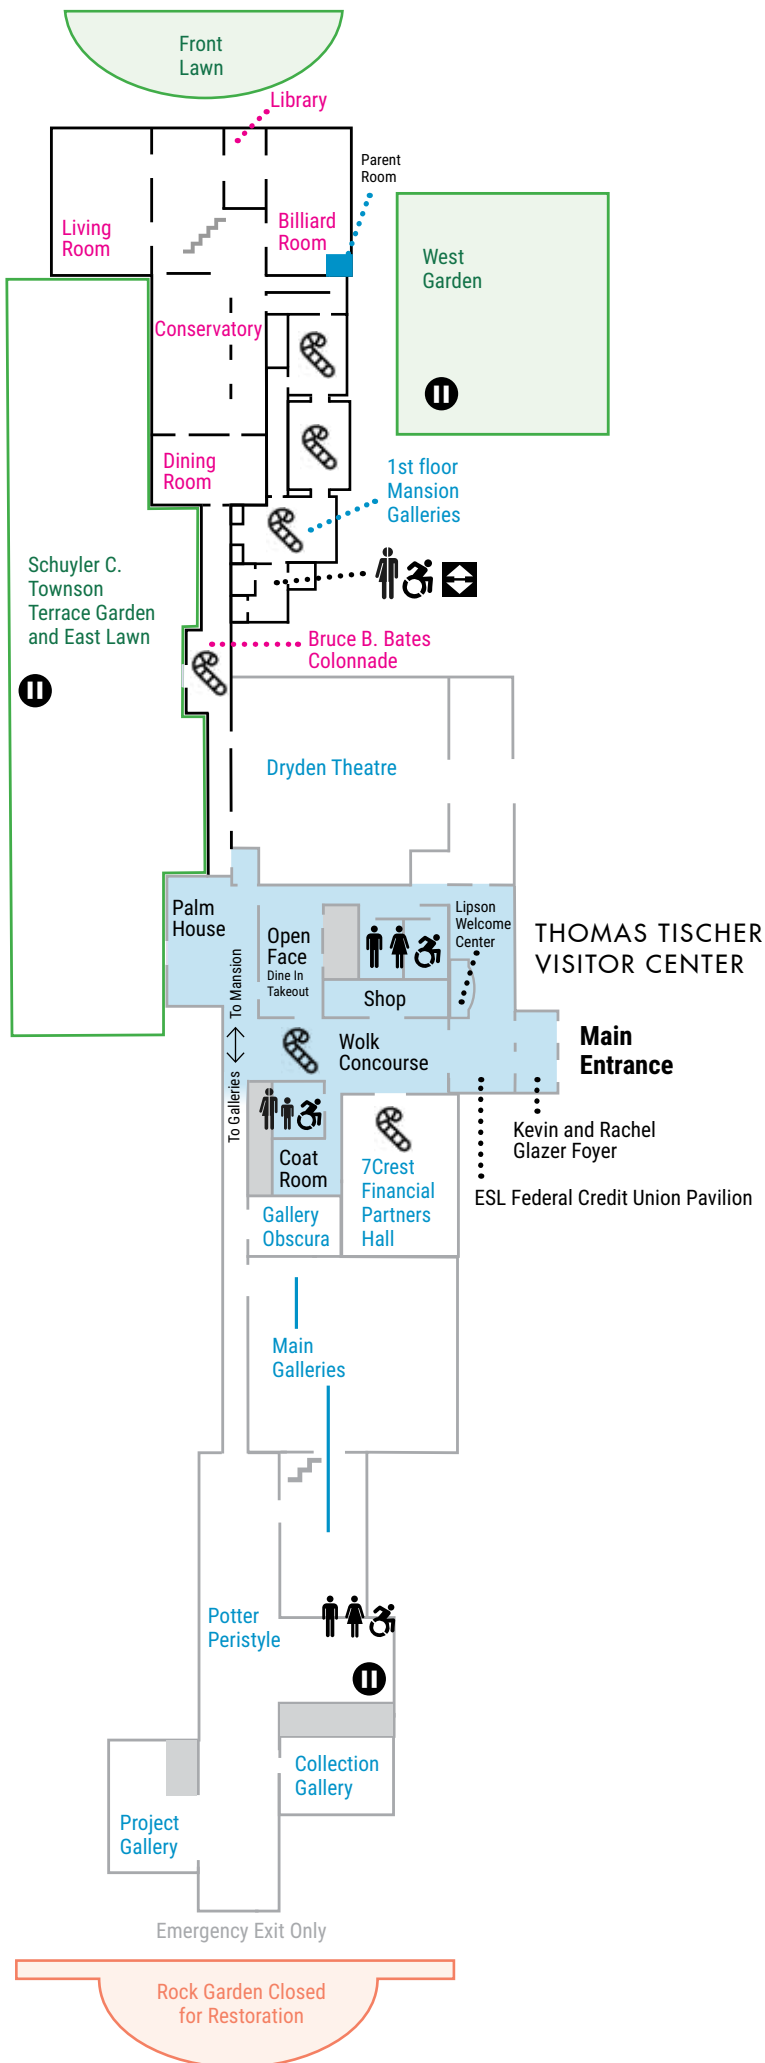 Front
Lawn
Library
Parent
Room
Living
Room
Billiard
Room
West
Garden
Conservatory
Dining
Room
1st floor
Mansion
Galleries
Schuyler C.
Townson
Terrace Garden
and East Lawn
Bruce B. Bates
Colonnade
Dryden Theatre
Palm
House
Open
Face
Dine In
Takeout
Lipson
Welcome
Center
THOMAS TISCHER
VISITOR CENTER
Shop
To Mansion
Wolk
Concourse
Main
Entrance
To Galleries
Kevin and Rachel
Glazer Foyer
Coat
Room
7Crest
Financial
Partners
Hall
ESL Federal Credit Union Pavilion
Gallery
Obscura
Main
Galleries
Potter
Peristyle
Collection
Gallery
Project
Gallery
Emergency Exit Only
Rock Garden Closed
for Restoration